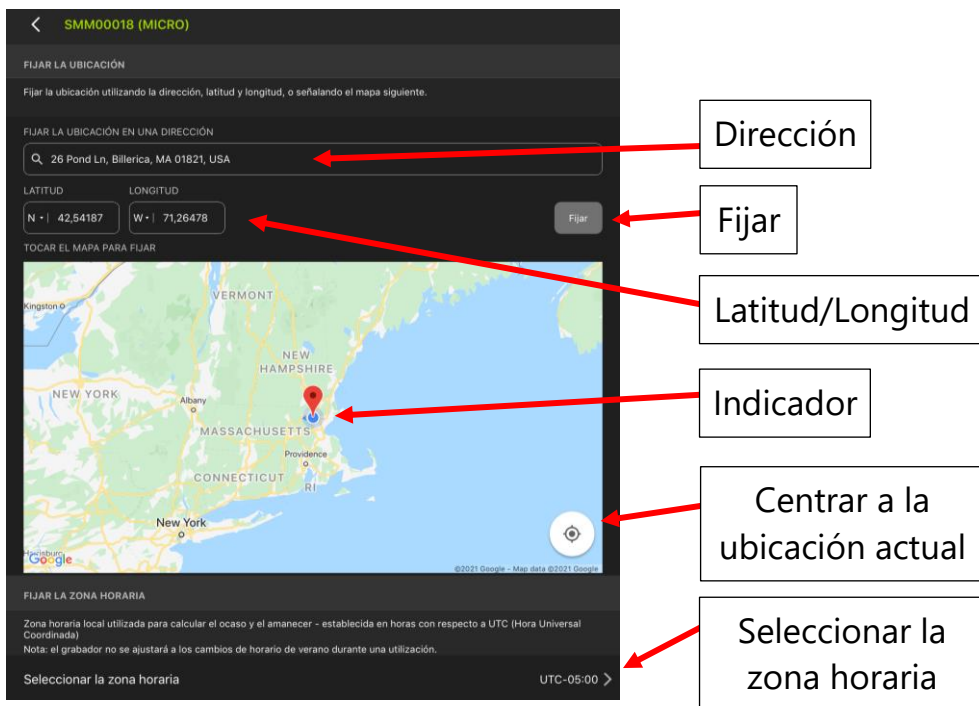 SMM00018 (MICRO)
FIJAR LA UBICACIÓN
Fijar la ubicación utilizando la dirección, latitud y longitud, o señalando el mapa siguiente.
FIJAR LA UBICACIÓN EN UNA DIRECCIÓN
26 Pond Ln, Billerica, MA 01821, USA
LATITUD
LONGITUD
N
42,54187
W
71,26478
Fijar
TOCAR EL MAPA PARA FIJAR
VERMONT
Kingston
NEW
HAMPSHIRE
NEW YORK
Albany
MASSACHUSETTS
Providence
CONNECTICUT
RI
New York
Google
©2021 Google - Map data ©2021 Google
FIJAR LA ZONA HORARIA
Zona horaria local utilizada para calcular el ocaso y el amanecer - establecida en horas con respecto a UTC (Hora Universal
Coordinada)
Nota: el grabador no se ajustará a los cambios de horario de verano durante una utilización.
Seleccionar la zona horaria
UTC-05:00
Dirección
Fijar
Latitud/Longitud
Indicador
Centrar a la
ubicación actual
Seleccionar la
zona horaria